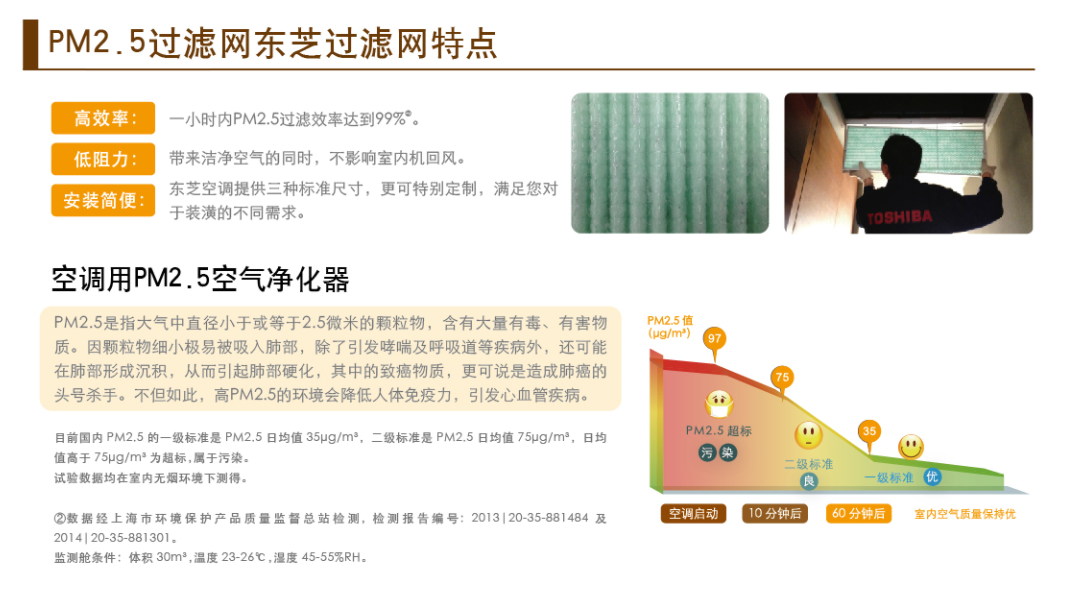 PM2.5过滤网东芝过滤网特点
高效率：
一小时内PM2.5过滤效率达到99%②。
低阻力：
带来洁净空气的同时，不影响室内机回风。
安装简便：
东芝空调提供三种标准尺寸，更可特别定制，满足您对
于装潢的不同需求。
TOSHIBA
空调用PM2.5空气净化器
PM2.5是指大气中直径小于或等于2.5微米的颗粒物，含有大量有毒、有害物
质。因颗粒物细小极易被吸入肺部，除了引发哮喘及呼吸道等疾病外，还可能
在肺部形成沉积，从而引起肺部硬化，其中的致癌物质，更可说是造成肺癌的
头号杀手。不但如此，高PM2.5的环境会降低人体免疫力，引发心血管疾病。
目前国内 PM2.5 的一级标准是 PM2.5 日均值 35μg/m³，二级标准是 PM2.5 日均值 75μg/m³，日均
值高于 75μg/m³ 为超标,属于污染。
试验数据均在室内无烟环境下测得。
②数据经上海市环境保护产品质量监督总站检测，检测报告编号：2013|20-35-881484 及
2014|20-35-881301。
监测舱条件：体积 30m³,温度 23-26℃,湿度 45-55%RH。
PM2.5 值
(μg/m³)
97
75
35
PM2.5 超标
污 染
二级标准
良
一级标准 优
空调启动
10 分钟后
60 分钟后
室内空气质量保持优